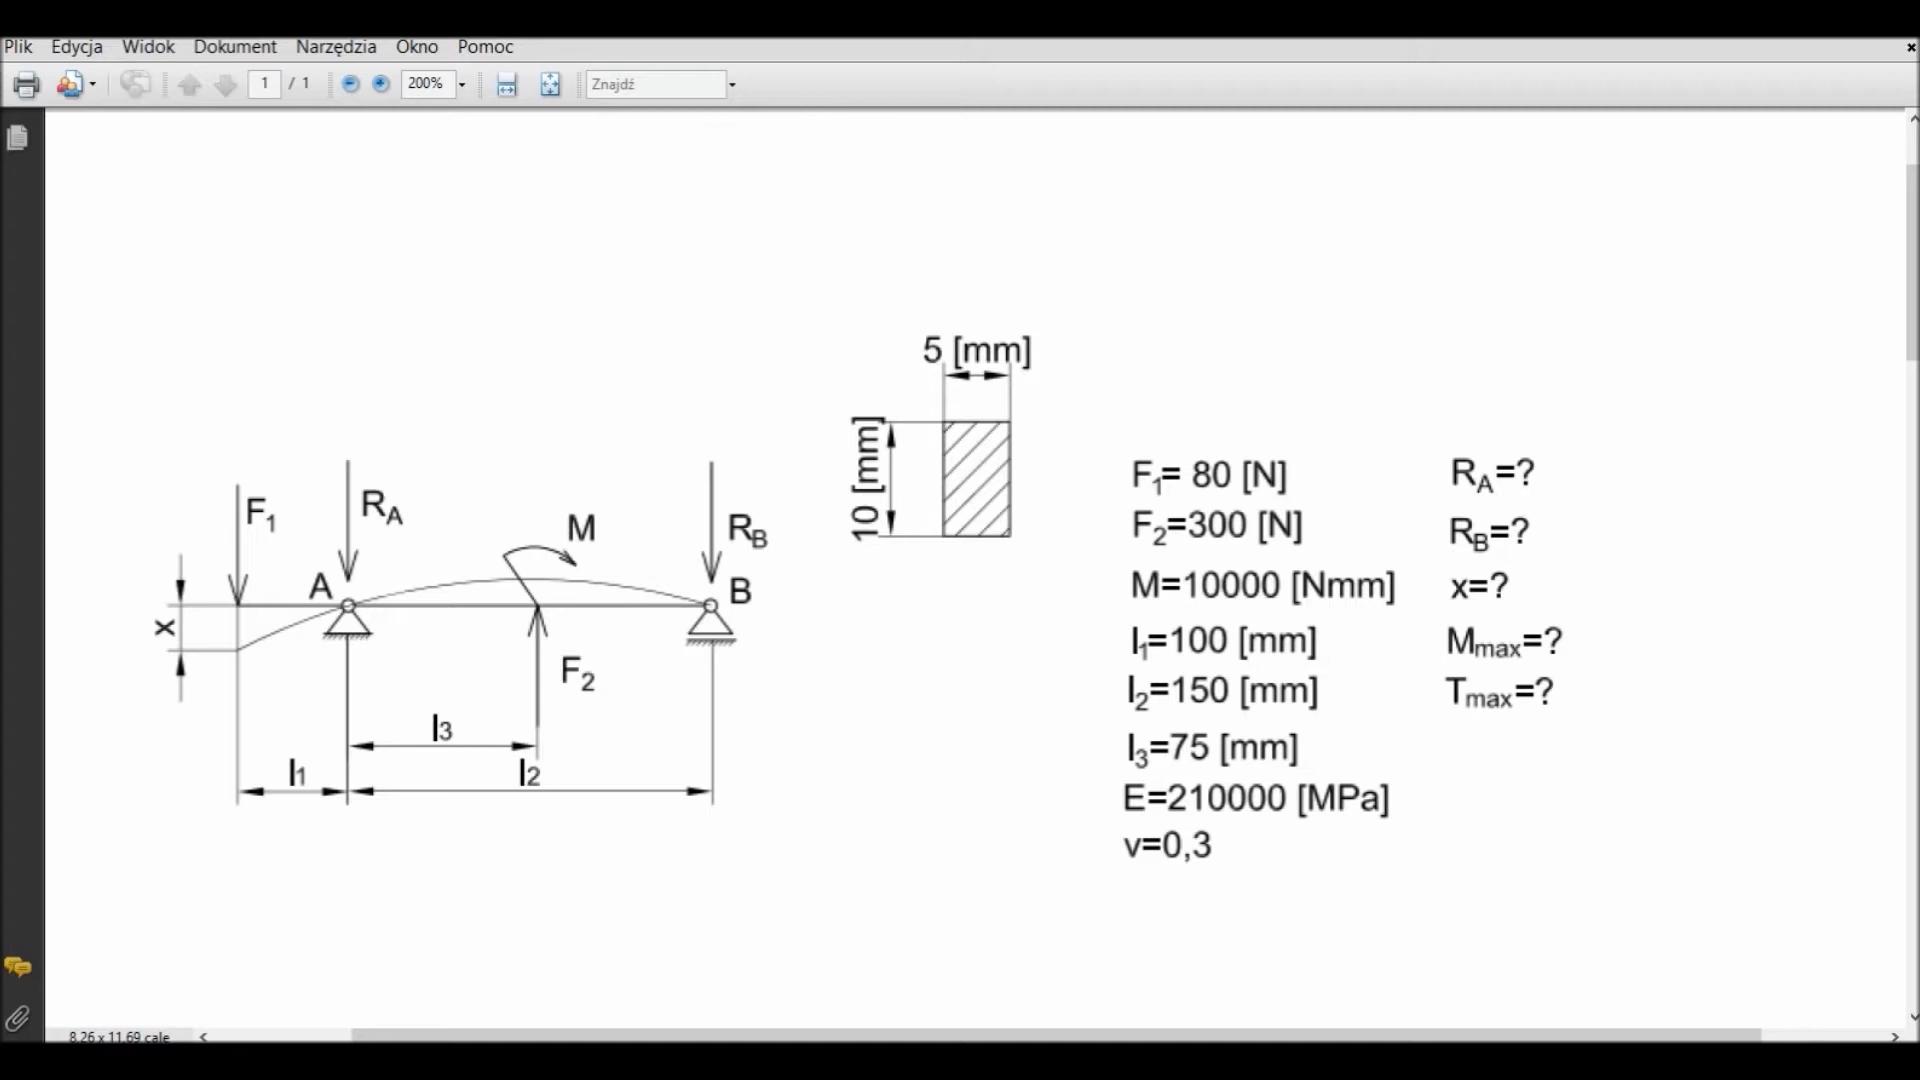 Plik Edycja Widok Dokument Narzędzia Okno Pomoc
1 / 1 200% Znajdź
5 [mm]
10 [mm]
F1
RA
M
RB
A
B
x
F2
l3
l1
l2
F1= 80 [N]
F2=300 [N]
M=10000 [Nmm]
l1=100 [mm]
l2=150 [mm]
l3=75 [mm]
E=210000 [MPa]
v=0,3
RA=?
RB=?
x=?
Mmax=?
Tmax=?
8,26 x 11,69 cale